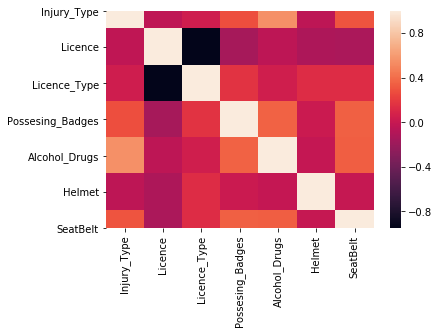 Injury_Type
Licence
Licence_Type
Possesing_Badges
Alcohol_Drugs
Helmet
SeatBelt
Injury_Type
Licence
Licence_Type
Possesing_Badges
Alcohol_Drugs
Helmet
SeatBelt
0.8
0.4
0.0
−0.4
−0.8